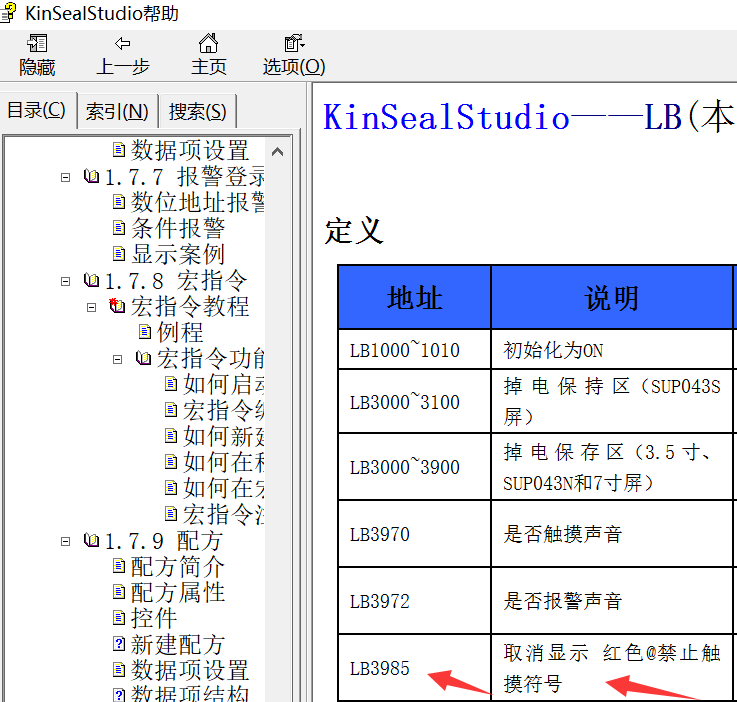 KinSealStudio帮助
隐藏 上一步 主页 选项(O)
目录(C) 索引(N) 搜索(S)
数据项设置
1.7.7 报警登录
数位地址报警
条件报警
显示案例
1.7.8 宏指令
宏指令教程
例程
宏指令功能
如何启动
宏指令编
如何新建
如何在程
如何在宏
宏指令注
1.7.9 配方
配方简介
配方属性
控件
新建配方
数据项设置
数据项结构
KinSealStudio——LB(本
定义
地址 说明
LB1000~1010 初始化为ON
LB3000~3100 掉电保持区（SUP043S
屏）
LB3000~3900 掉电保存区（3.5寸、
SUP043N和7寸屏）
LB3970 是否触摸声音
LB3972 是否报警声音
LB3985 取消显示 红色@禁止触
摸符号